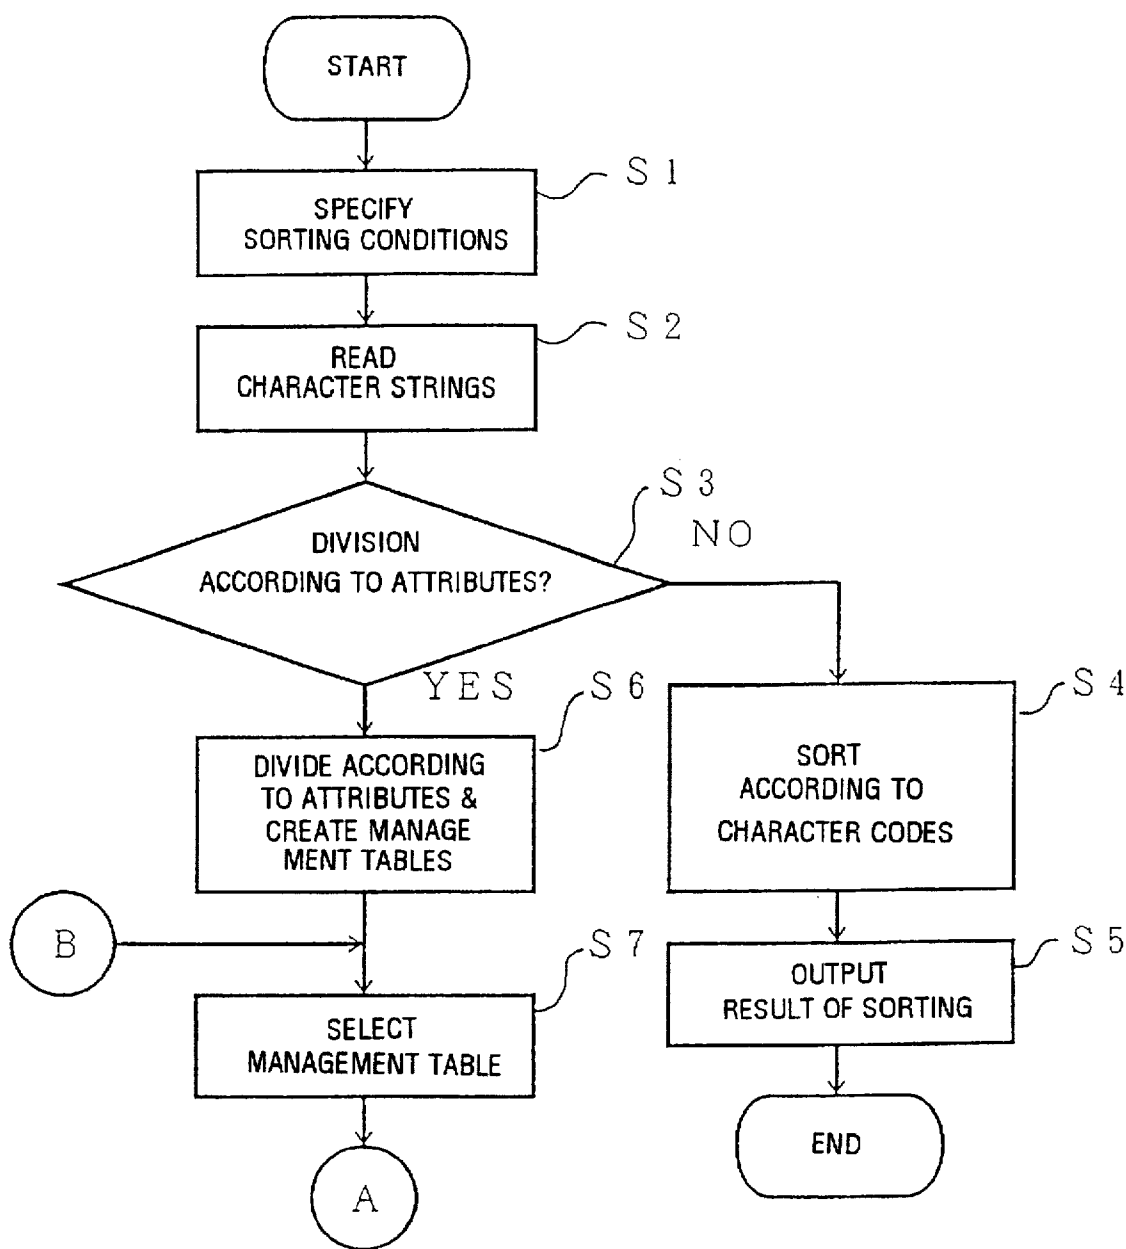 START
S 1
SPECIFY
SORTING CONDITIONS
S 2
READ
CHARACTER STRINGS
S 3
NO
DIVISION
ACCORDING TO ATTRIBUTES?
YES
S 6
S 4
DIVIDE ACCORDING
TO ATTRIBUTES &
CREATE MANAGE
MENT TABLES
SORT
ACCORDING TO
CHARACTER CODES
B
S 7
S 5
OUTPUT
RESULT OF SORTING
SELECT
MANAGEMENT TABLE
END
A